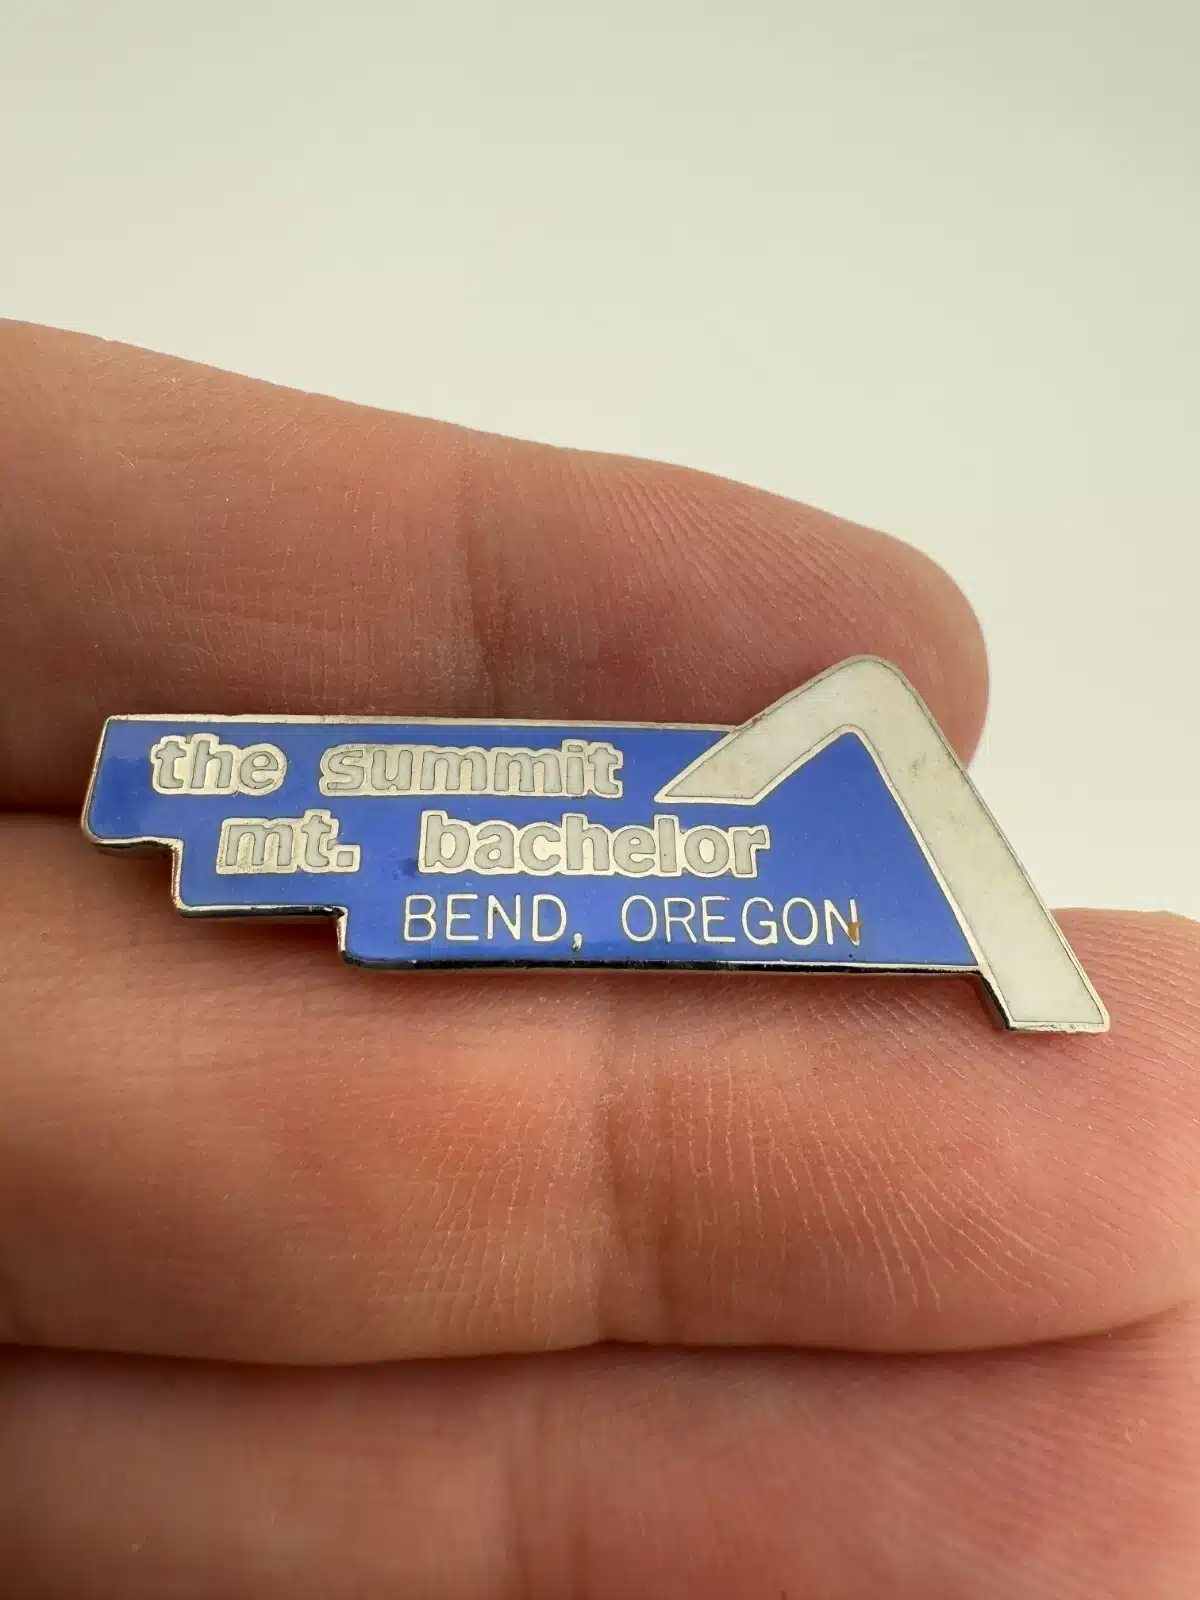 the summit
mt. bachelor
BEND, OREGON